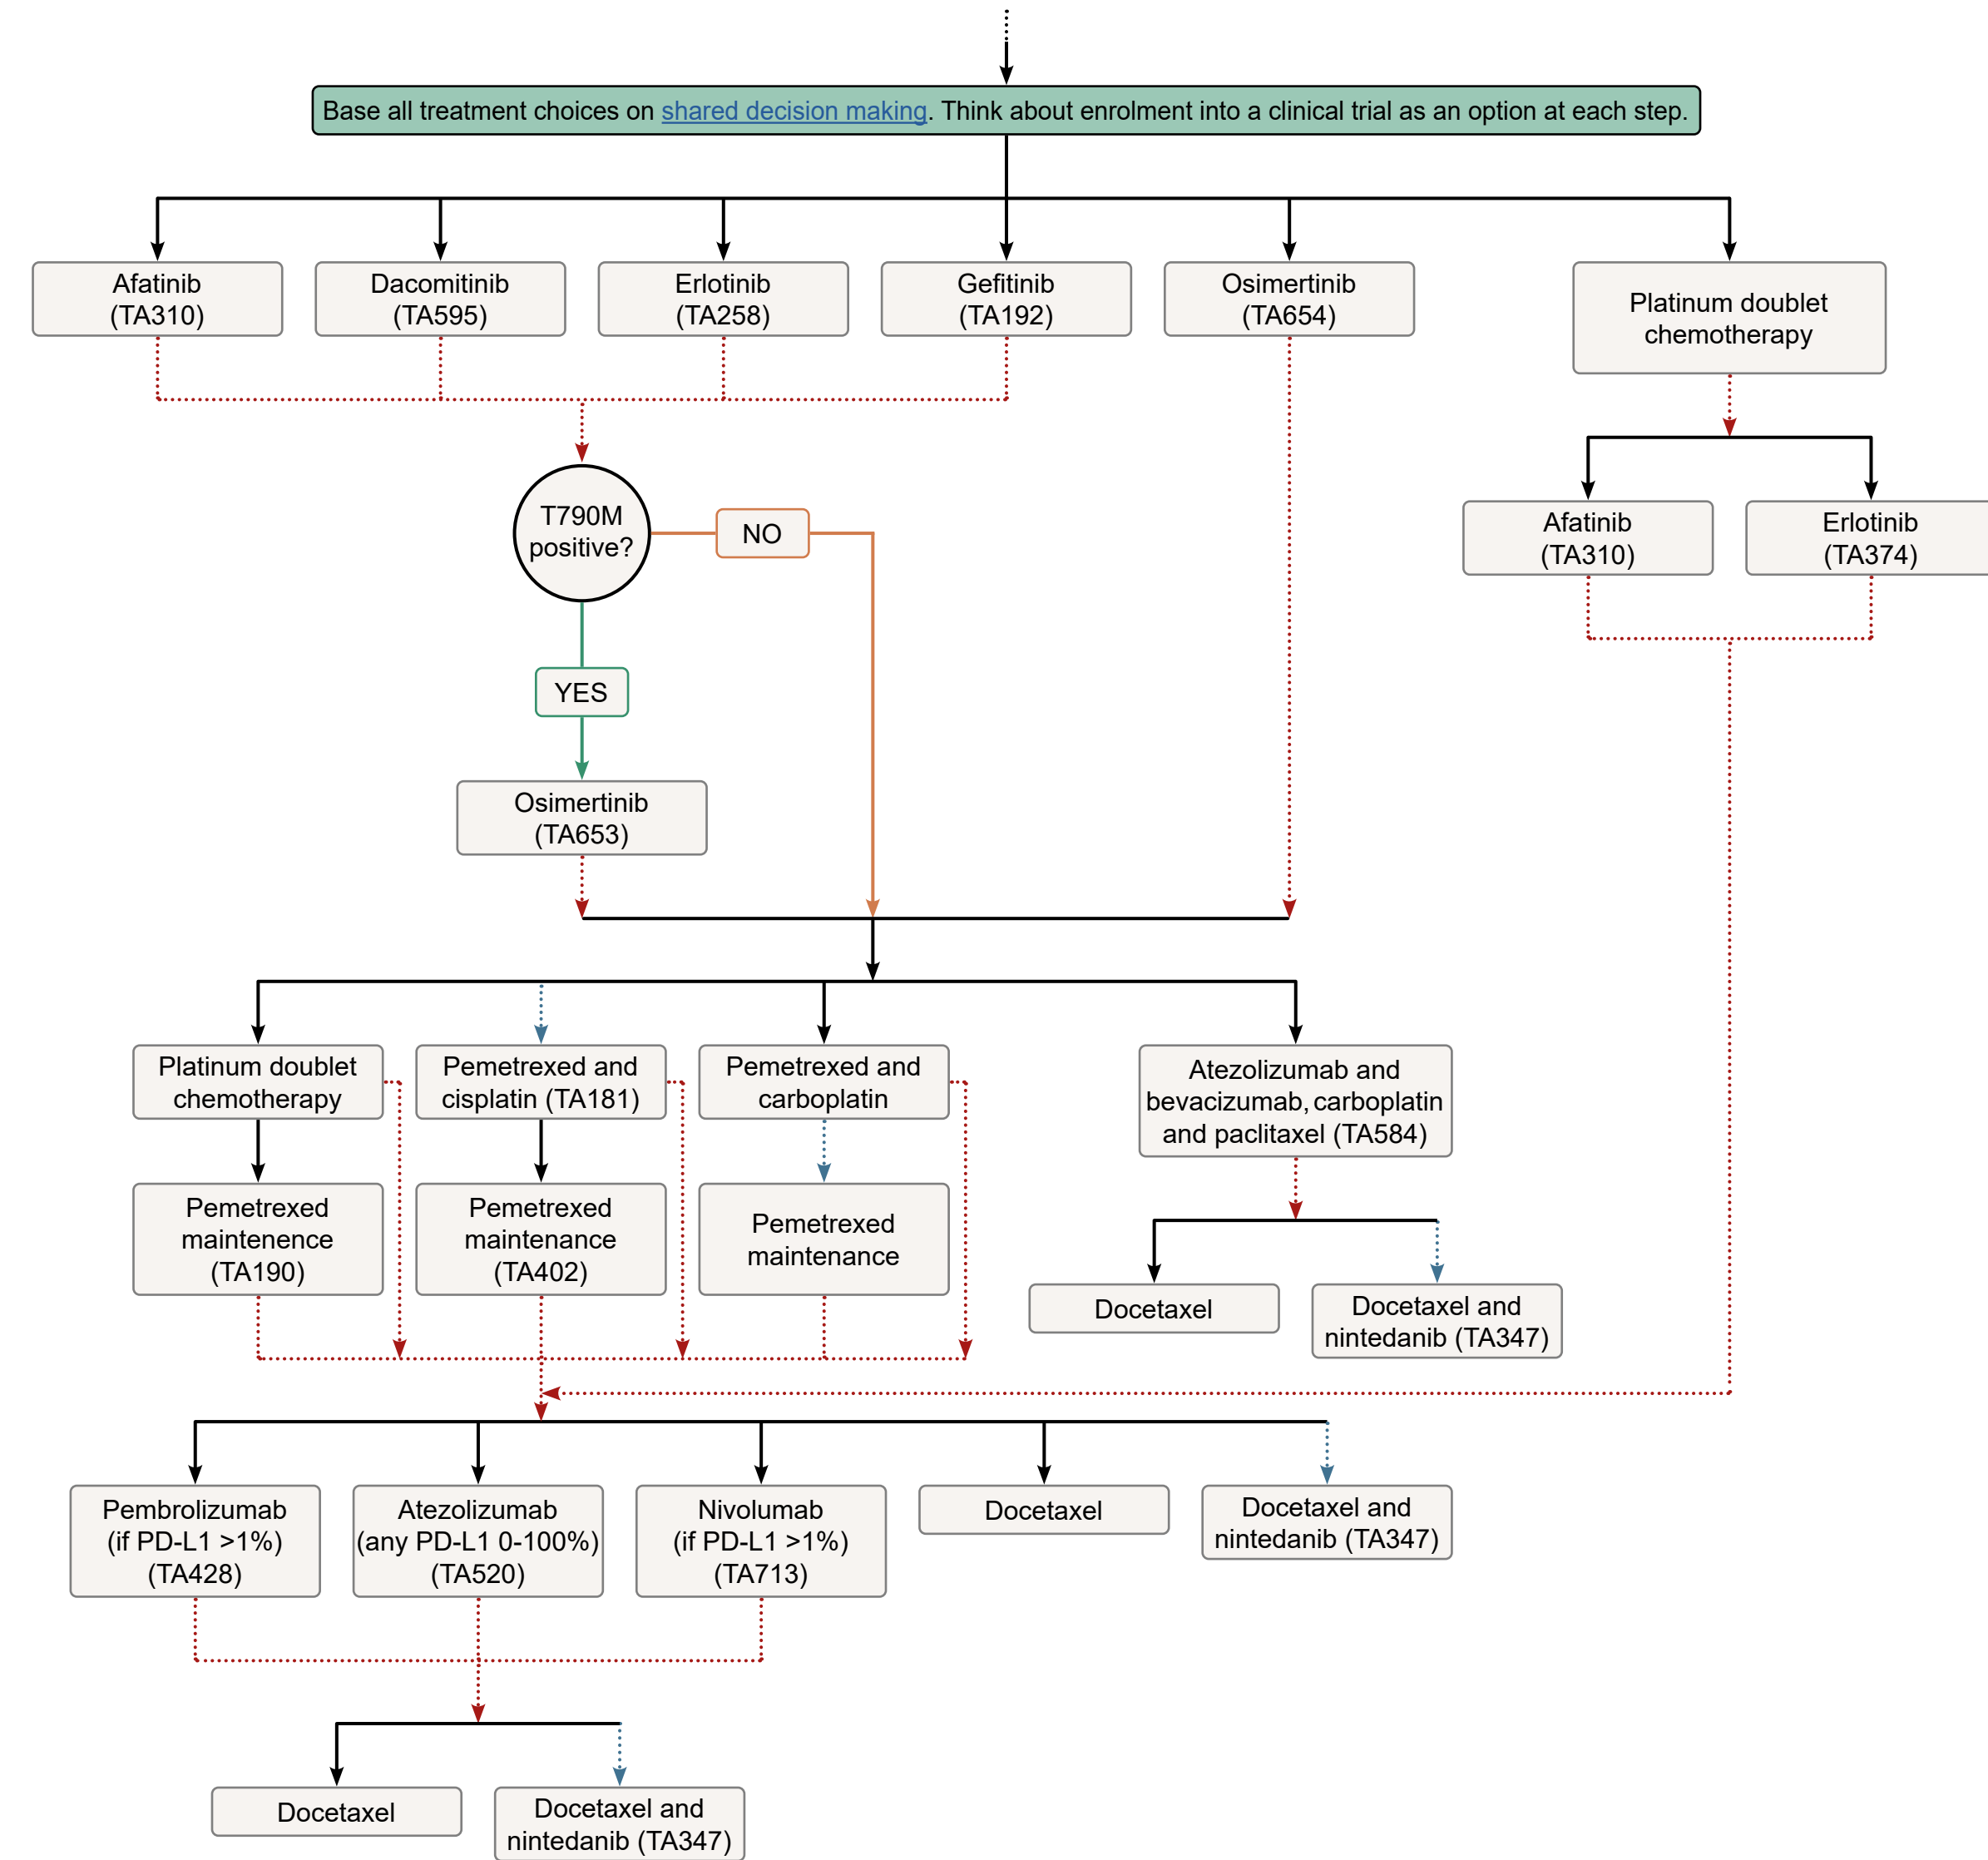 Base all treatment choices on shared decision making. Think about enrolment into a clinical trial as an option at each step.
Afatinib
(TA310)
Dacomitinib
(TA595)
Erlotinib
(TA258)
Gefitinib
(TA192)
Osimertinib
(TA654)
Platinum doublet
chemotherapy
T790M
positive?
NO
Afatinib
(TA310)
Erlotinib
(TA374)
YES
Osimertinib
(TA653)
Platinum doublet
chemotherapy
Pemetrexed and
cisplatin (TA181)
Pemetrexed and
carboplatin
Atezolizumab and
bevacizumab, carboplatin
and paclitaxel (TA584)
Pemetrexed
maintenence
(TA190)
Pemetrexed
maintenance
(TA402)
Pemetrexed
maintenance
Docetaxel
Docetaxel and
nintedanib (TA347)
Pembrolizumab
(if PD-L1 >1%)
(TA428)
Atezolizumab
(any PD-L1 0-100%)
(TA520)
Nivolumab
(if PD-L1 >1%)
(TA713)
Docetaxel
Docetaxel and
nintedanib (TA347)
Docetaxel
Docetaxel and
nintedanib (TA347)